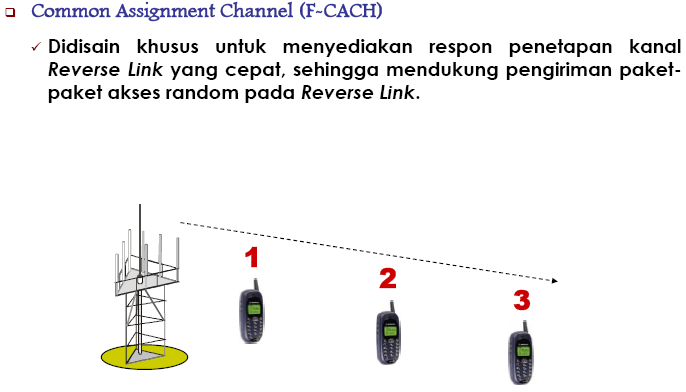 Common Assignment Channel (F-CACH)
Didisain khusus untuk menyediakan respon penetapan kanal
Reverse Link yang cepat, sehingga mendukung pengiriman paket-
paket akses random pada Reverse Link.
1
2
3